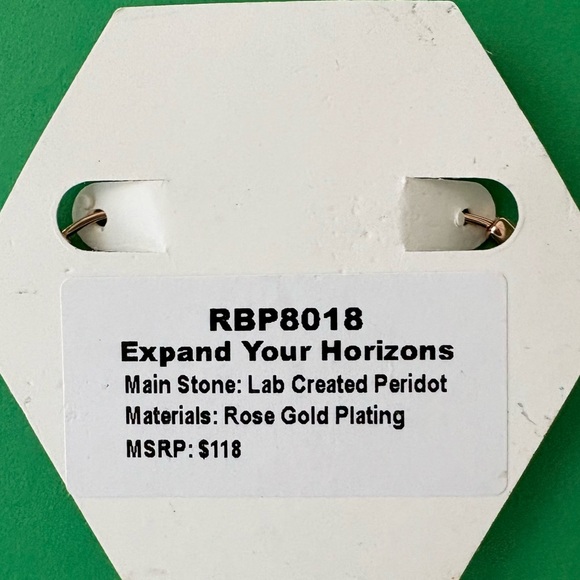 RBP8018
Expand Your Horizons
Main Stone: Lab Created Peridot
Materials: Rose Gold Plating
MSRP: $118